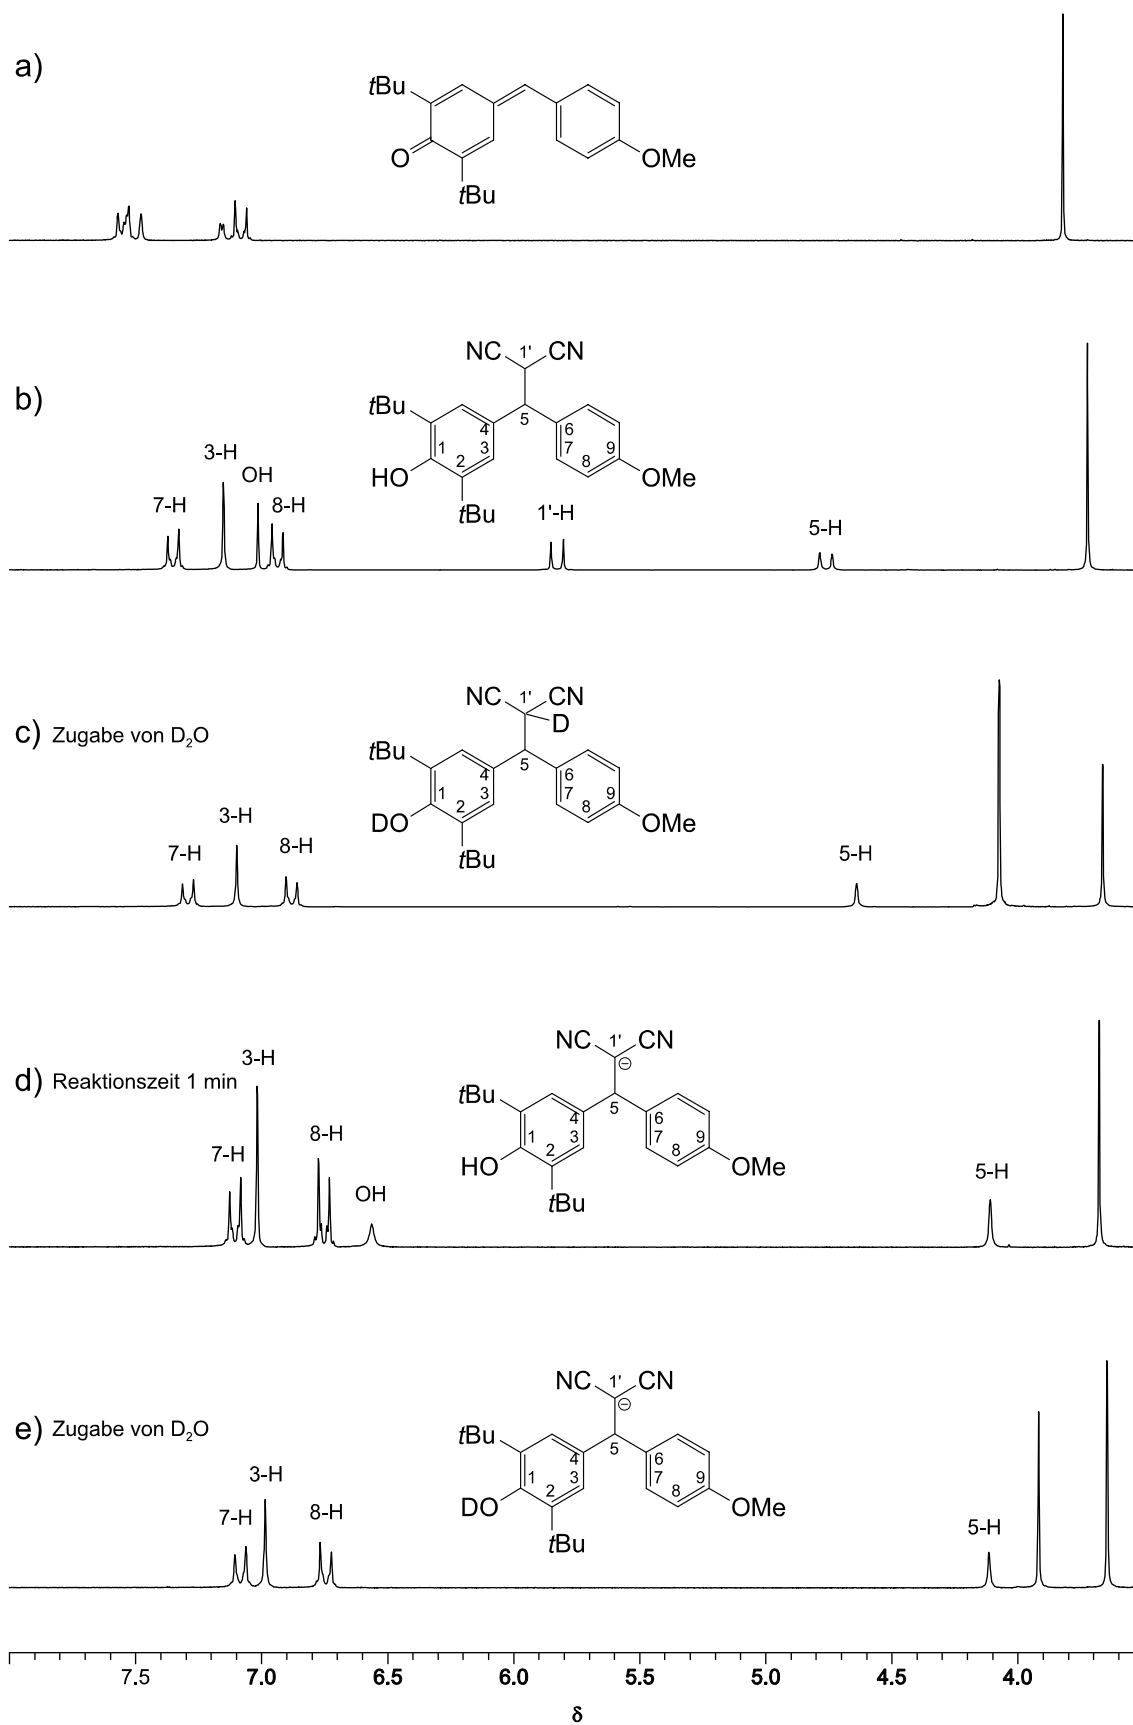 a)
tBu
O
tBu
OMe
b)
NC 1' CN
tBu
5
4 6
1 3 7 9
2 8
HO
OMe
tBu
7-H
3-H
OH
8-H
1'-H
5-H
c) Zugabe von D2O
NC 1' CN
D
tBu
5
4 6
1 3 7 9
2 8
DO
OMe
tBu
7-H
3-H
8-H
5-H
d) Reaktionszeit 1 min
NC 1' CN
⊖
tBu
5
4 6
1 3 7 9
2 8
HO
OMe
tBu
7-H
3-H
8-H
OH
5-H
e) Zugabe von D2O
NC 1' CN
⊖
tBu
5
4 6
1 3 7 9
2 8
DO
OMe
tBu
7-H
3-H
8-H
5-H
7.5 7.0 6.5 6.0 5.5 5.0 4.5 4.0
δ